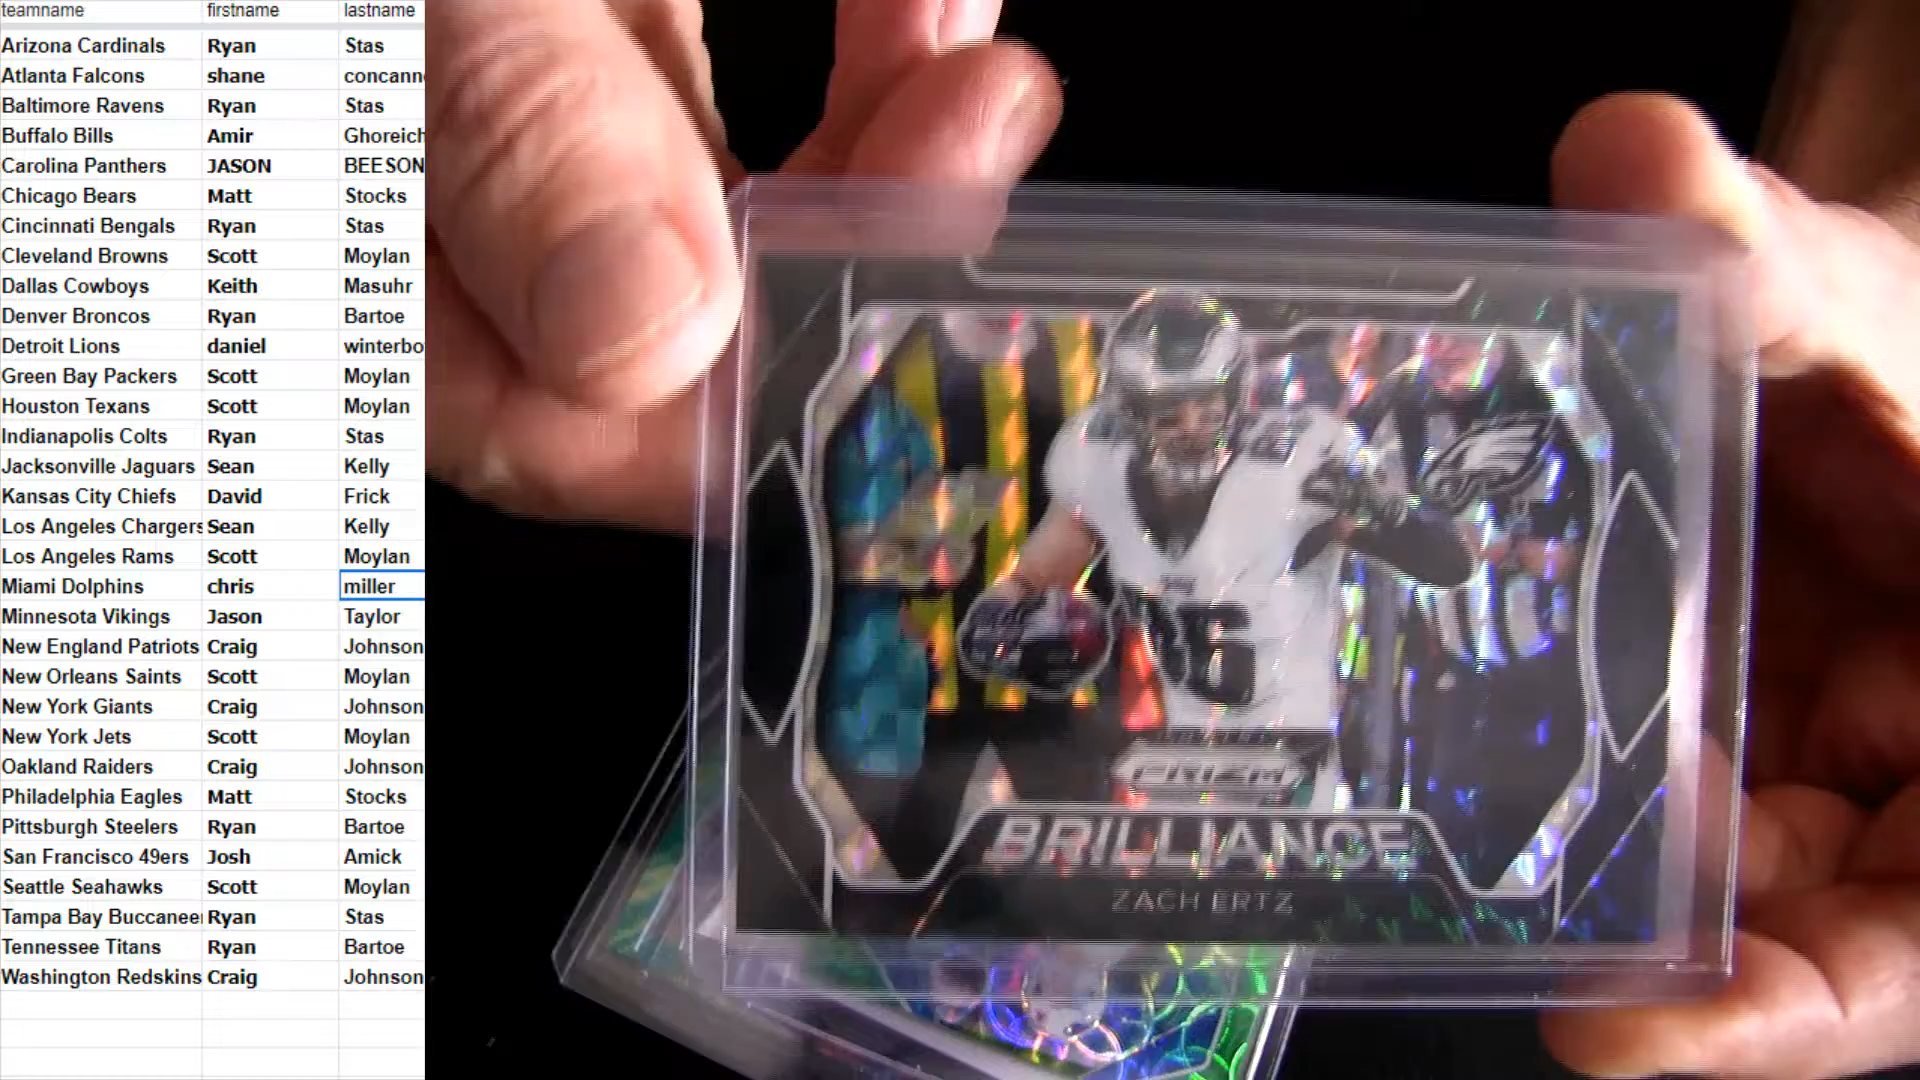 teamname firstname lastname
Arizona Cardinals Ryan Stas
Atlanta Falcons shane concann
Baltimore Ravens Ryan Stas
Buffalo Bills Amir Ghoreich
Carolina Panthers JASON BEESON
Chicago Bears Matt Stocks
Cincinnati Bengals Ryan Stas
Cleveland Browns Scott Moylan
Dallas Cowboys Keith Masuhr
Denver Broncos Ryan Bartoe
Detroit Lions daniel winterbo
Green Bay Packers Scott Moylan
Houston Texans Scott Moylan
Indianapolis Colts Ryan Stas
Jacksonville Jaguars Sean Kelly
Kansas City Chiefs David Frick
Los Angeles Chargers Sean Kelly
Los Angeles Rams Scott Moylan
Miami Dolphins chris miller
Minnesota Vikings Jason Taylor
New England Patriots Craig Johnson
New Orleans Saints Scott Moylan
New York Giants Craig Johnson
New York Jets Scott Moylan
Oakland Raiders Craig Johnson
Philadelphia Eagles Matt Stocks
Pittsburgh Steelers Ryan Bartoe
San Francisco 49ers Josh Amick
Seattle Seahawks Scott Moylan
Tampa Bay Buccaneer Ryan Stas
Tennessee Titans Ryan Bartoe
Washington Redskins Craig Johnson
86
PRIZM
BRILLIANCE
ZACH ERTZ